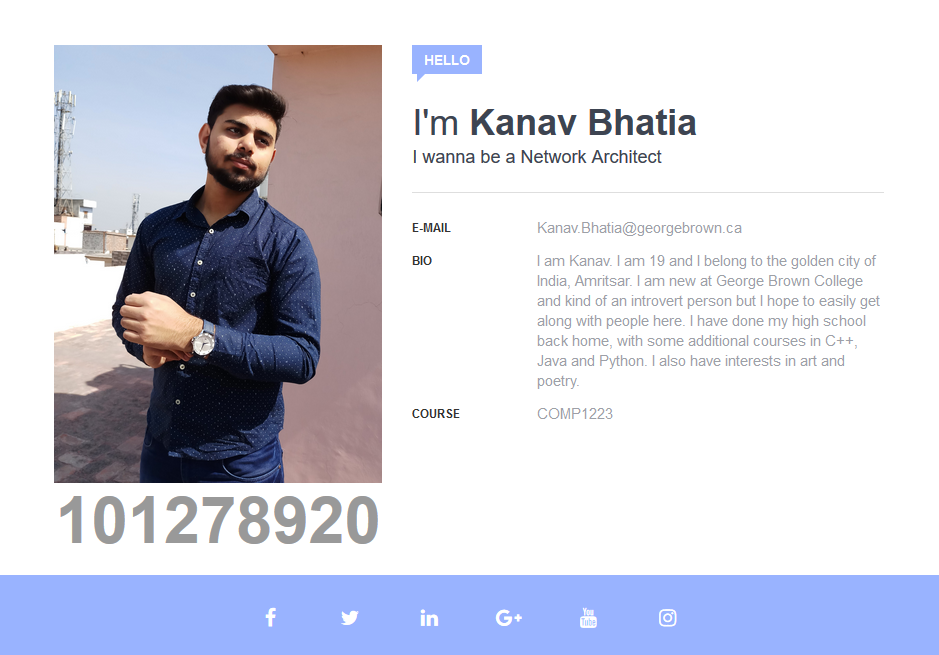 HELLO
I'm Kanav Bhatia
I wanna be a Network Architect
E-MAIL Kanav.Bhatia@georgebrown.ca
BIO I am Kanav. I am 19 and I belong to the golden city of
India, Amritsar. I am new at George Brown College
and kind of an introvert person but I hope to easily get
along with people here. I have done my high school
back home, with some additional courses in C++,
Java and Python. I also have interests in art and
poetry.
COURSE COMP1223
101278920
You
Tube